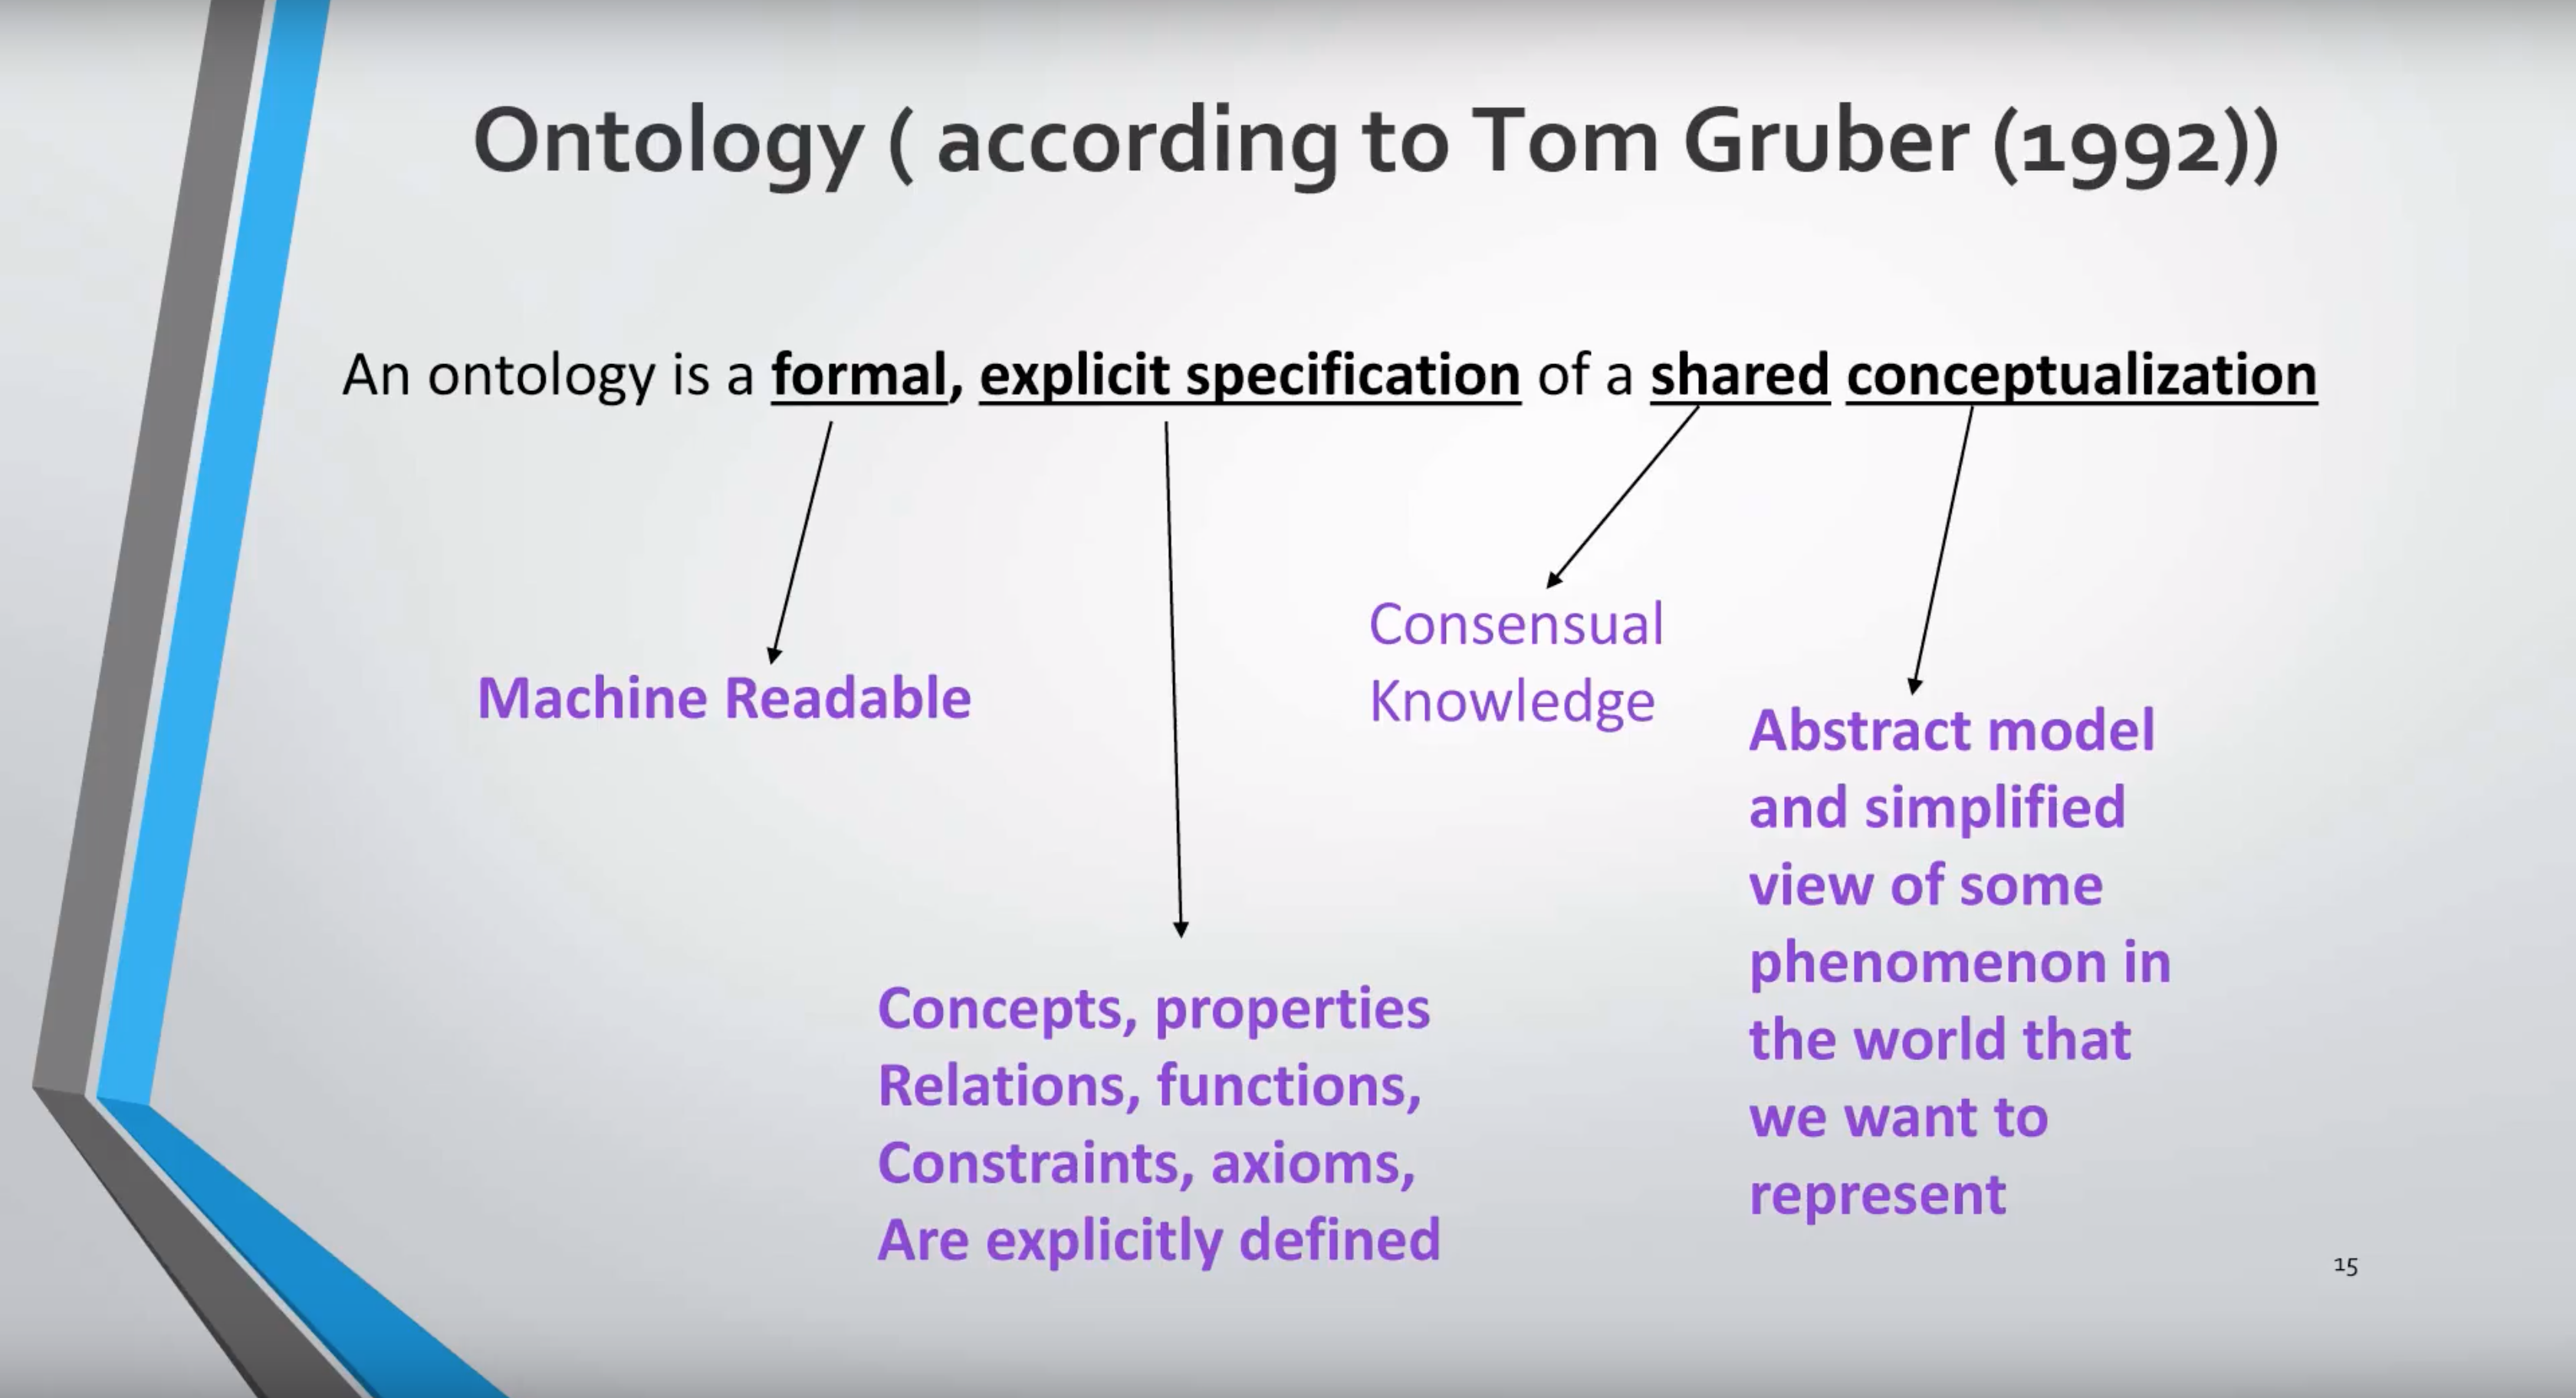 Ontology ( according to Tom Gruber (1992))
An ontology is a formal, explicit specification of a shared conceptualization
Machine Readable
Consensual
Knowledge
Concepts, properties
Relations, functions,
Constraints, axioms,
Are explicitly defined
Abstract model
and simplified
view of some
phenomenon in
the world that
we want to
represent
15